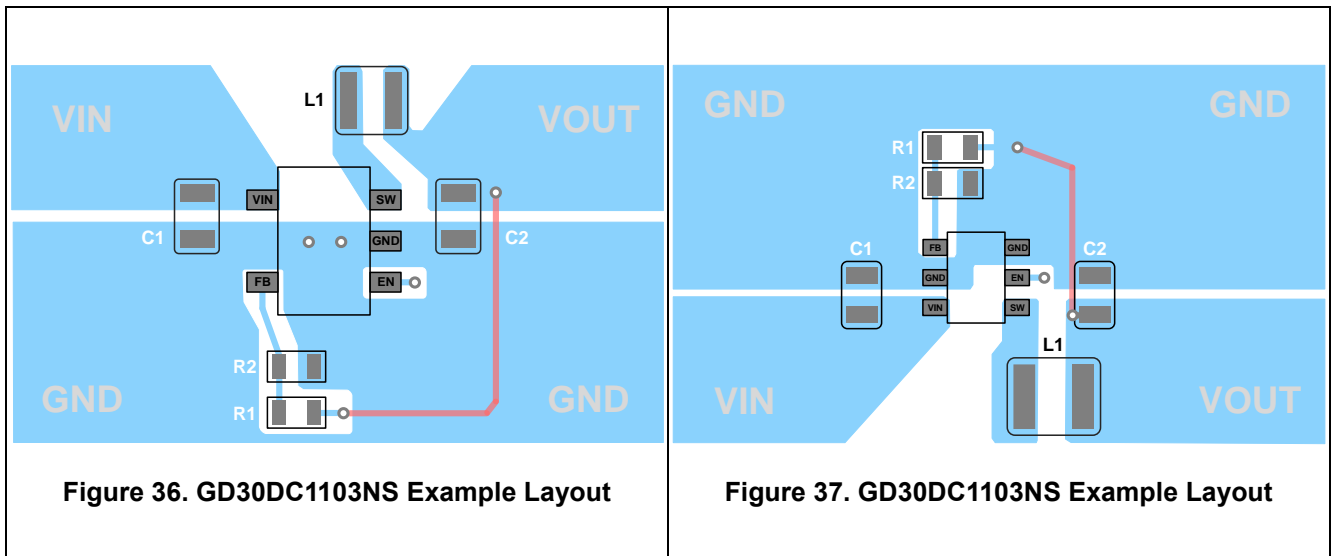 L1
VIN
VOUT
VIN
SW
C1
GND
C2
FB
EN
R2
GND
GND
R1
Figure 36. GD30DC1103NS Example Layout
GND
GND
R1
R2
FB
GND
C1
C2
GND
EN
VIN
SW
L1
VIN
VOUT
Figure 37. GD30DC1103NS Example Layout